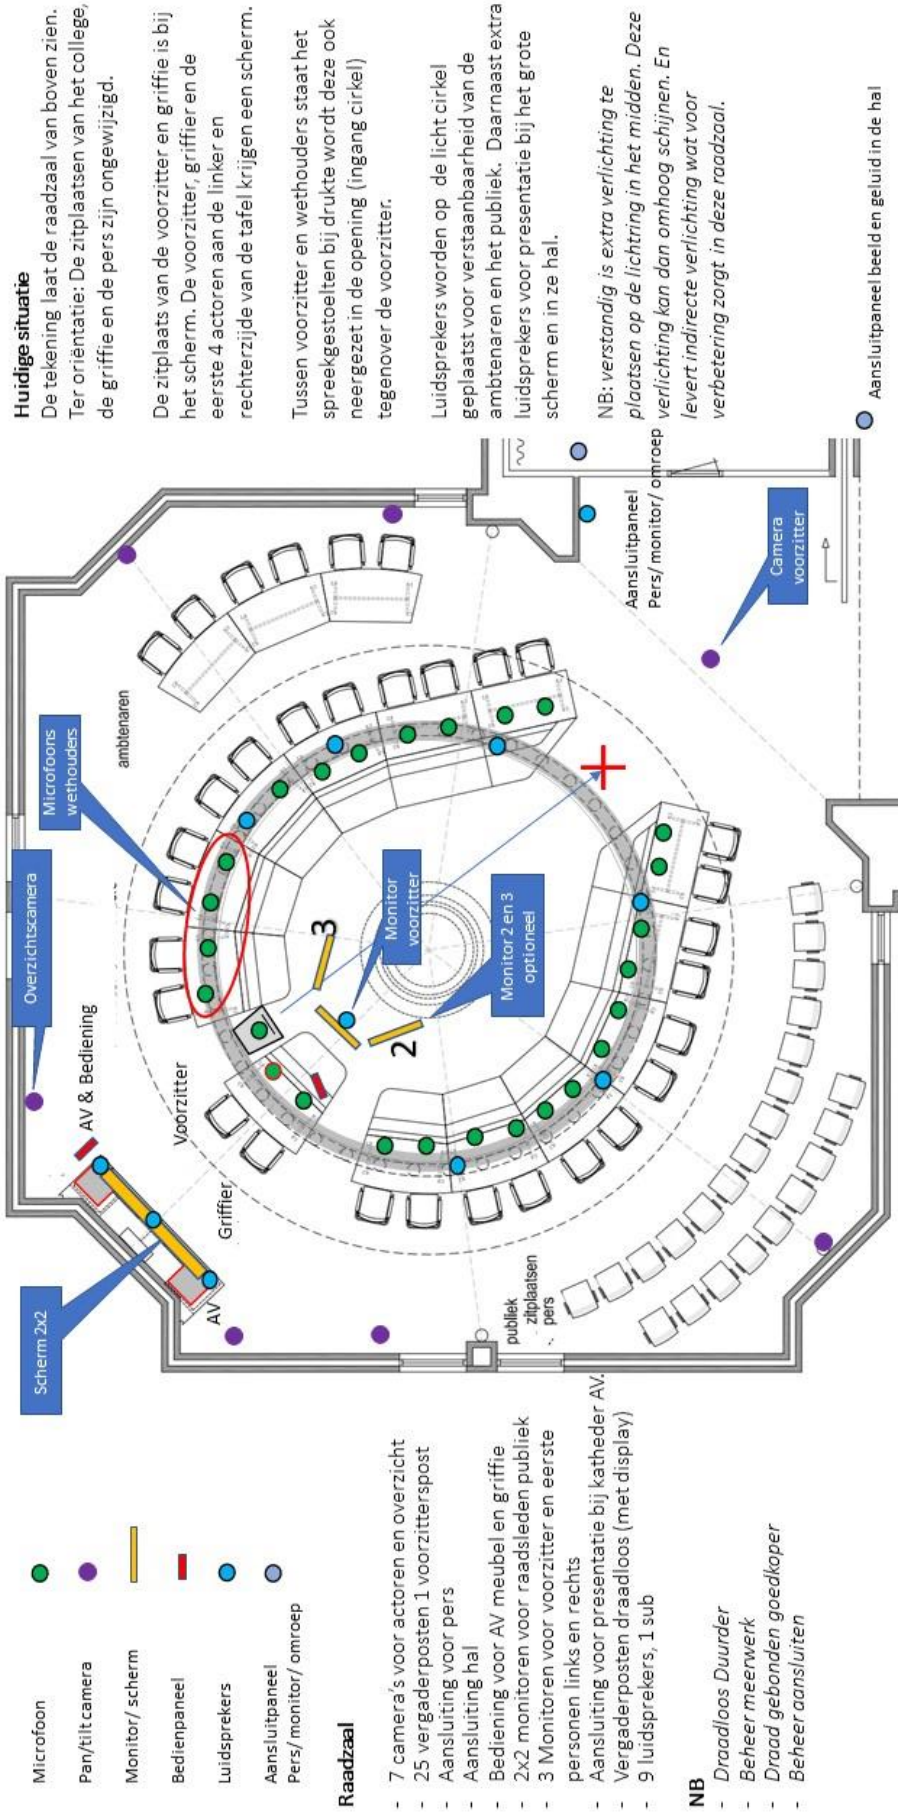 Microfoon
Pan/tilt camera
Monitor/ scherm
Bedienpaneel
Luidsprekers
Aansluitpaneel
Pers/ monitor/ omroep
Raadzaal
- 7 camera's voor actoren en overzicht
- 25 vergaderposten 1 voorzitterspost
- Aansluiting voor pers
- Aansluiting hal
- Bediening voor AV meubel en griffie
- 2x2 monitoren voor raadsleden publiek
- 3 Monitoren voor voorzitter en eerste
personen links en rechts
- Aansluiting voor presentatie bij katheder AV.
- Vergaderposten draadloos (met display)
- 9 luidsprekers, 1 sub
NB
- Draadloos Duurder
- Beheer meerwerk
- Draad gebonden goedkoper
- Beheer aansluiten
Scherm 2x2
Overzichtscamera
Microfoons
wethouders
AV & Bediening
Voorzitter
Griffier
AV
ambtenaren
3
2
Monitor
voorzitter
Monitor 2 en 3
optioneel
publiek
zitplaatsen
pers
Aansluitpaneel
Pers/ monitor/ omroep
Camera
voorzitter
Aansluitpaneel beeld en geluid in de hal
Huidige situatie
De tekening laat de raadzaal van boven zien.
Ter oriëntatie: De zitplaatsen van het college,
de griffie en de pers zijn ongewijzigd.
De zitplaats van de voorzitter en griffie is bij
het scherm. De voorzitter, griffier en de
eerste 4 actoren aan de linker en
rechterzijde van de tafel krijgen een scherm.
Tussen voorzitter en wethouders staat het
spreekgestoelten bij drukte wordt deze ook
neergezet in de opening (ingang cirkel)
tegenover de voorzitter.
Luidsprekers worden op de licht cirkel
geplaatst voor verstaanbaarheid van de
ambtenaren en het publiek. Daarnaast extra
luidsprekers voor presentatie bij het grote
scherm en in ze hal.
NB: verstandig is extra verlichting te
plaatsen op de lichtring in het midden. Deze
verlichting kan dan omhoog schijnen. En
levert indirecte verlichting wat voor
verbetering zorgt in deze raadzaal.